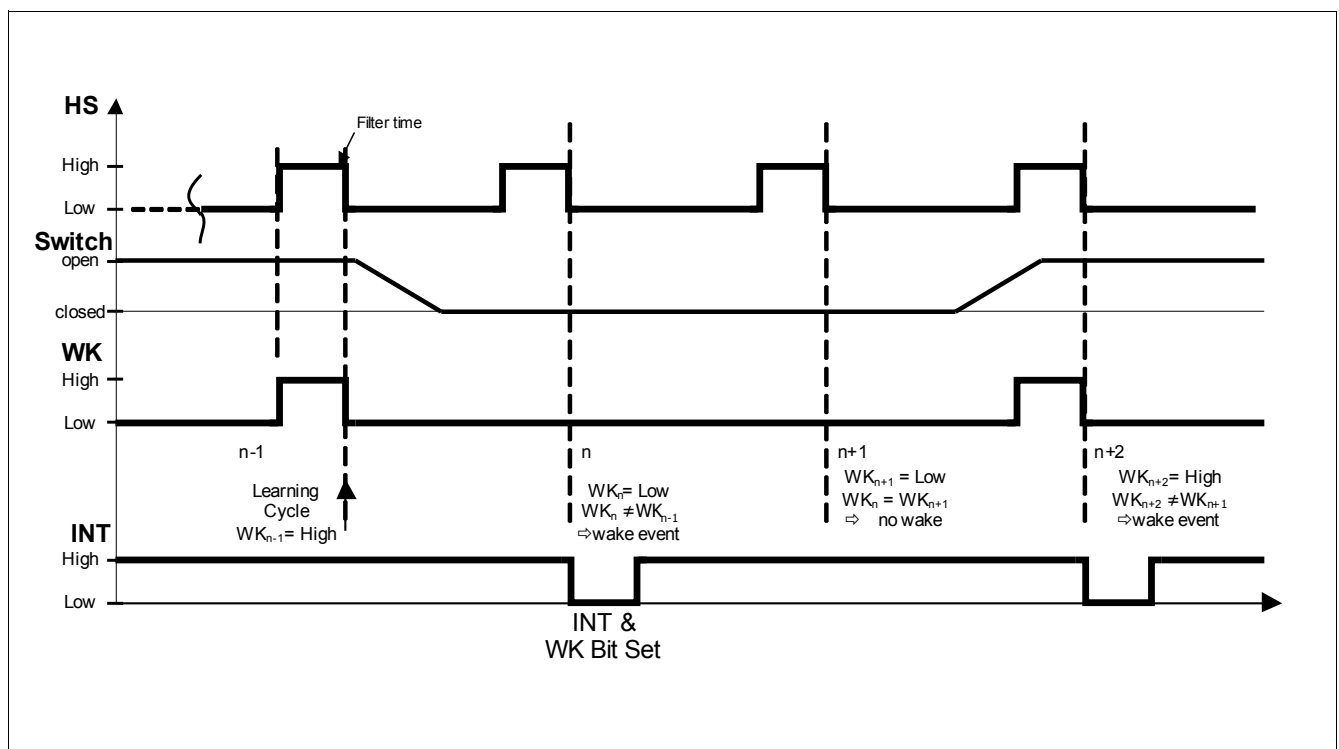 HS
Filter time
High
Low
Switch
open
closed
WK
High
Low
n-1
n
n+1
n+2
Learning
Cycle
WKn-1= High
WKn= Low
WKn ≠WKn-1
⇨wake event
WKn+1 = Low
WKn = WKn+1
⇨ no wake
WKn+2= High
WKn+2 ≠WKn+1
⇨wake event
INT
High
Low
INT &
WK Bit Set